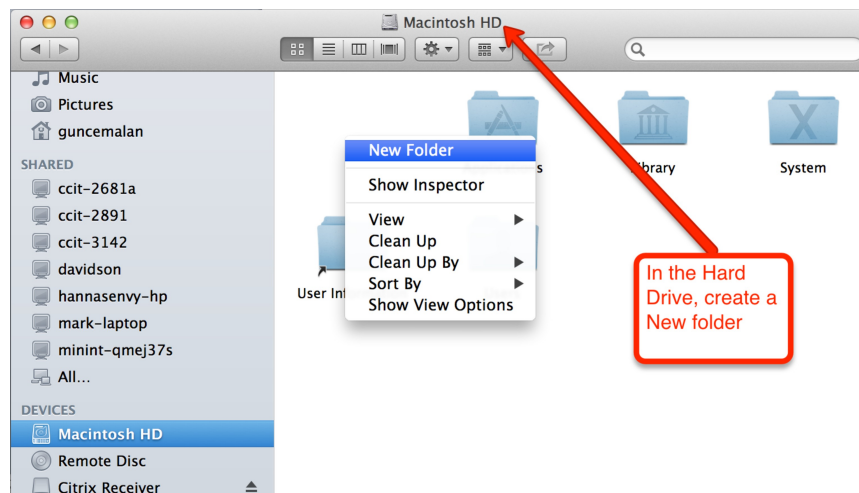 Macintosh HD
Music
Pictures
guncemalan
SHARED
ccit-2681a
ccit-2891
ccit-3142
davidson
hannasenvy-hp
mark-laptop
minint-qmej37s
All...
DEVICES
Macintosh HD
Remote Disc
Citrix Receiver
System
User In
New Folder
Show Inspector
View
Clean Up
Clean Up By
Sort By
Show View Options
In the Hard
Drive, create a
New folder